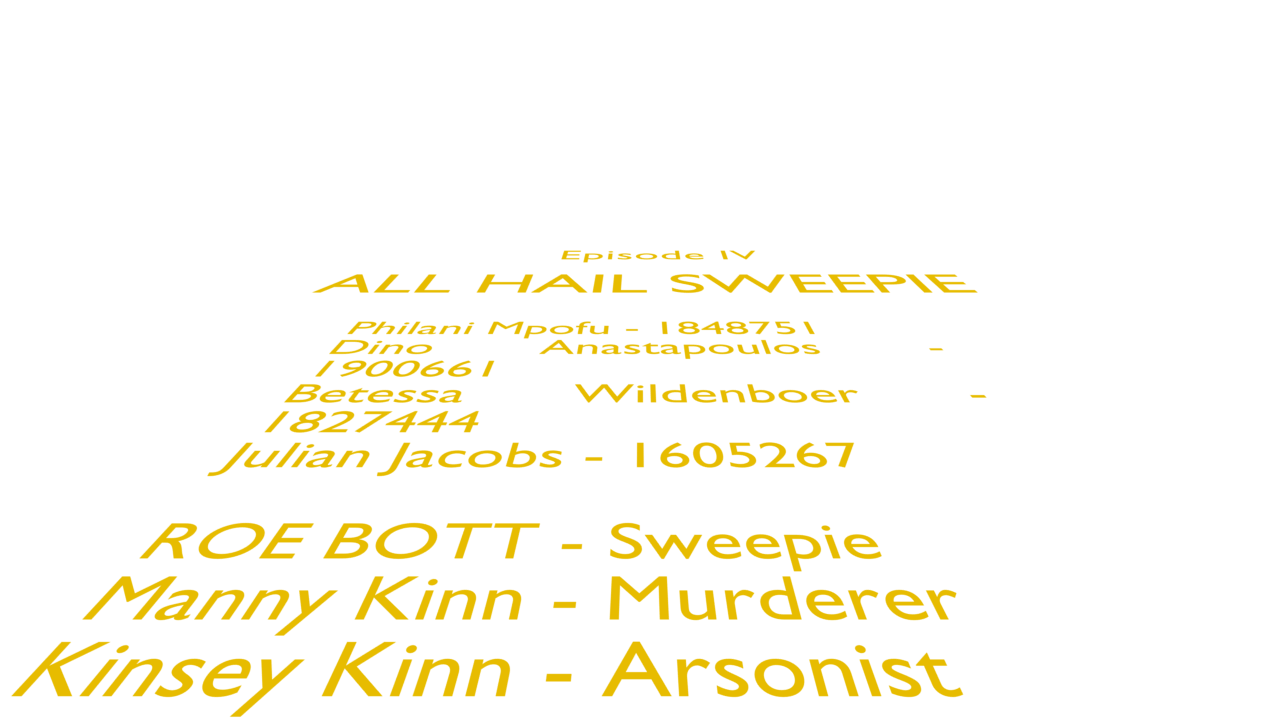 Episode IV
ALL HAIL SWEEPIE
Philani Mpofu - 1848751
Dino Anastapoulos -
1900661
Betessa Wildenboer -
1827444
Julian Jacobs - 1605267
ROE BOTT - Sweepie
Manny Kinn - Murderer
Kinsey Kinn - Arsonist